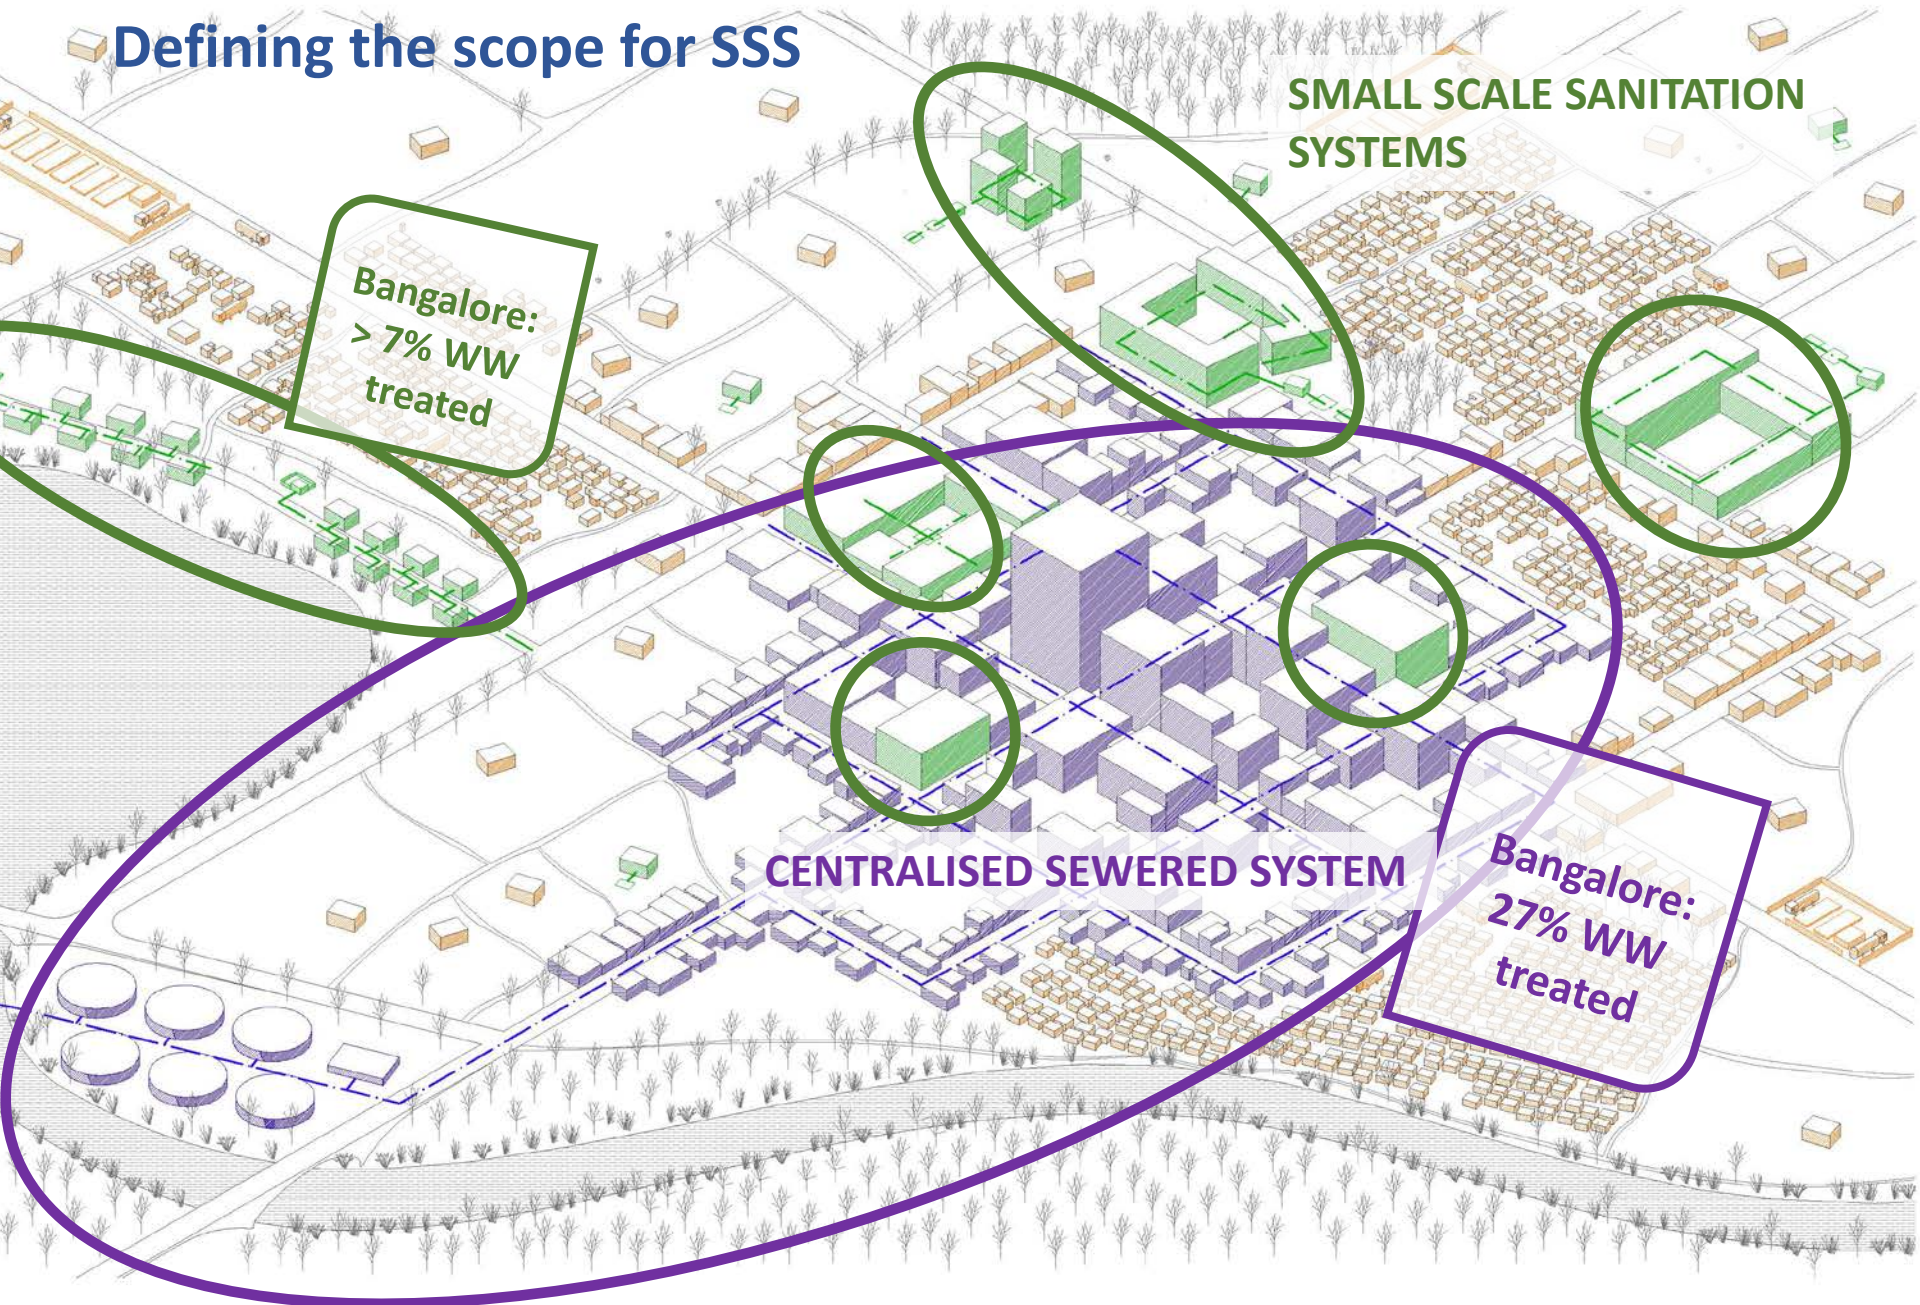 Defining the scope for SSS
SMALL SCALE SANITATION
SYSTEMS
Bangalore:
> 7% WW
treated
CENTRALISED SEWERED SYSTEM
Bangalore:
27% WW
treated